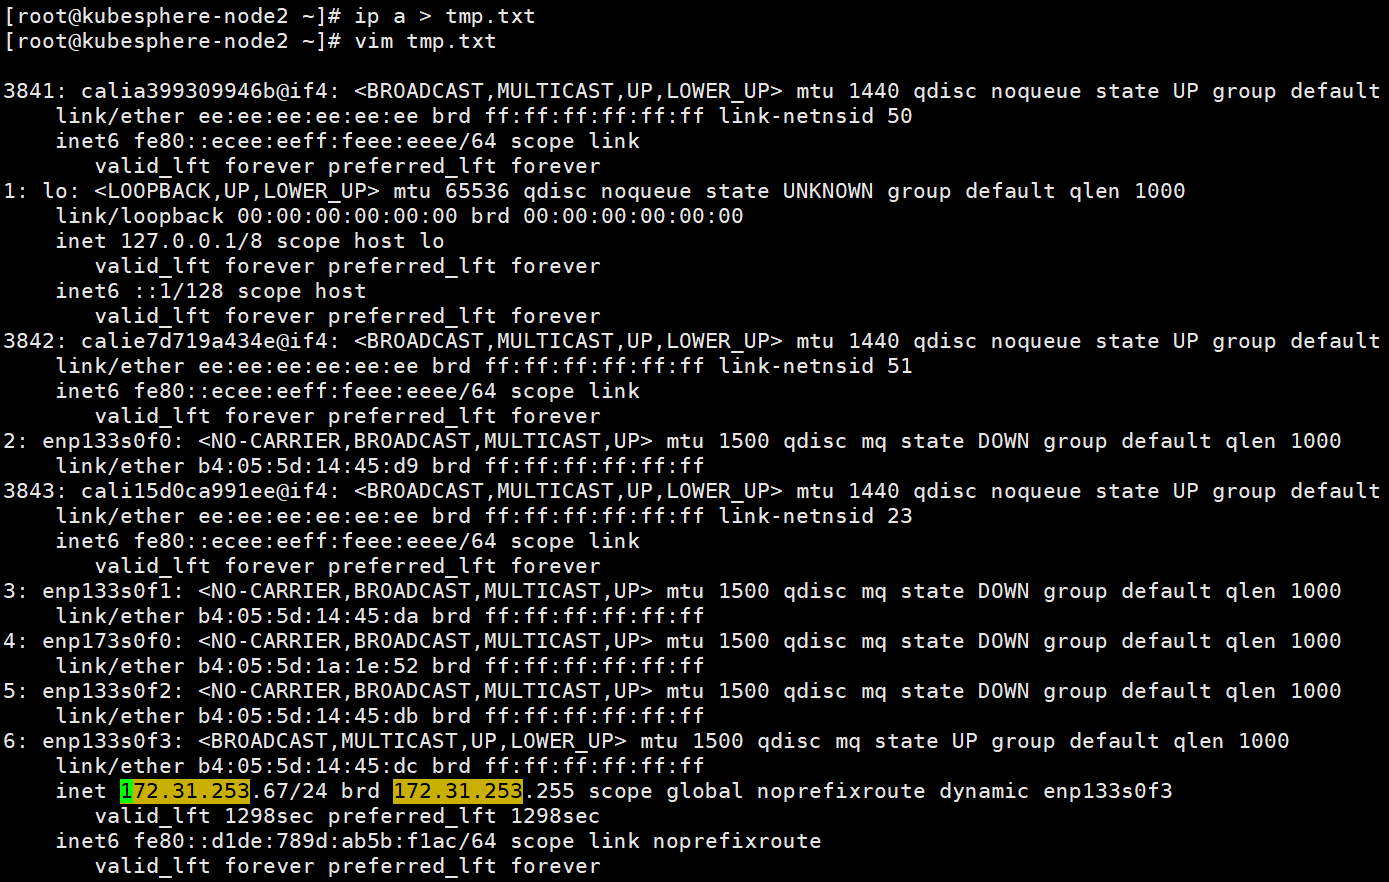 [root@kubesphere-node2 ~]# ip a > tmp.txt
[root@kubesphere-node2 ~]# vim tmp.txt
3841: calia399309946b@if4: <BROADCAST,MULTICAST,UP,LOWER_UP> mtu 1440 qdisc noqueue state UP group default
    link/ether ee:ee:ee:ee:ee:ee brd ff:ff:ff:ff:ff:ff link-netnsid 50
    inet6 fe80::ecee:eeff:feee:eeee/64 scope link
       valid_lft forever preferred_lft forever
1: lo: <LOOPBACK,UP,LOWER_UP> mtu 65536 qdisc noqueue state UNKNOWN group default qlen 1000
    link/loopback 00:00:00:00:00:00 brd 00:00:00:00:00:00
    inet 127.0.0.1/8 scope host lo
       valid_lft forever preferred_lft forever
    inet6 ::1/128 scope host
       valid_lft forever preferred_lft forever
3842: calie7d719a434e@if4: <BROADCAST,MULTICAST,UP,LOWER_UP> mtu 1440 qdisc noqueue state UP group default
    link/ether ee:ee:ee:ee:ee:ee brd ff:ff:ff:ff:ff:ff link-netnsid 51
    inet6 fe80::ecee:eeff:feee:eeee/64 scope link
       valid_lft forever preferred_lft forever
2: enp133s0f0: <NO-CARRIER,BROADCAST,MULTICAST,UP> mtu 1500 qdisc mq state DOWN group default qlen 1000
    link/ether b4:05:5d:14:45:d9 brd ff:ff:ff:ff:ff:ff
3843: cali15d0ca991ee@if4: <BROADCAST,MULTICAST,UP,LOWER_UP> mtu 1440 qdisc noqueue state UP group default
    link/ether ee:ee:ee:ee:ee:ee brd ff:ff:ff:ff:ff:ff link-netnsid 23
    inet6 fe80::ecee:eeff:feee:eeee/64 scope link
       valid_lft forever preferred_lft forever
3: enp133s0f1: <NO-CARRIER,BROADCAST,MULTICAST,UP> mtu 1500 qdisc mq state DOWN group default qlen 1000
    link/ether b4:05:5d:14:45:da brd ff:ff:ff:ff:ff:ff
4: enp173s0f0: <NO-CARRIER,BROADCAST,MULTICAST,UP> mtu 1500 qdisc mq state DOWN group default qlen 1000
    link/ether b4:05:5d:1a:1e:52 brd ff:ff:ff:ff:ff:ff
5: enp133s0f2: <NO-CARRIER,BROADCAST,MULTICAST,UP> mtu 1500 qdisc mq state DOWN group default qlen 1000
    link/ether b4:05:5d:14:45:db brd ff:ff:ff:ff:ff:ff
6: enp133s0f3: <BROADCAST,MULTICAST,UP,LOWER_UP> mtu 1500 qdisc mq state UP group default qlen 1000
    link/ether b4:05:5d:14:45:dc brd ff:ff:ff:ff:ff:ff
    inet 172.31.253.67/24 brd 172.31.253.255 scope global noprefixroute dynamic enp133s0f3
       valid_lft 1298sec preferred_lft 1298sec
    inet6 fe80::d1de:789d:ab5b:f1ac/64 scope link noprefixroute
       valid_lft forever preferred_lft forever